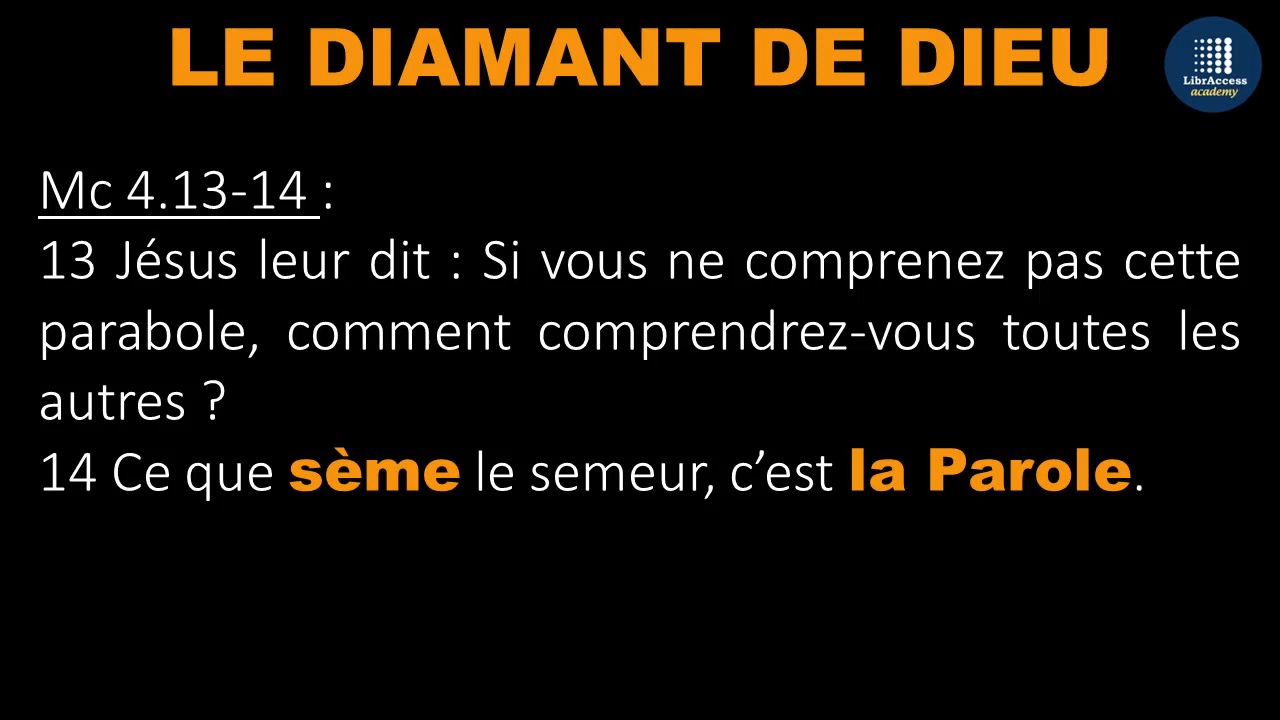 LE DIAMANT DE DIEU
LibrAccess
academy
Mc 4.13-14 :
13 Jésus leur dit : Si vous ne comprenez pas cette
parabole, comment comprendrez-vous toutes les
autres ?
14 Ce que sème le semeur, c’est la Parole.